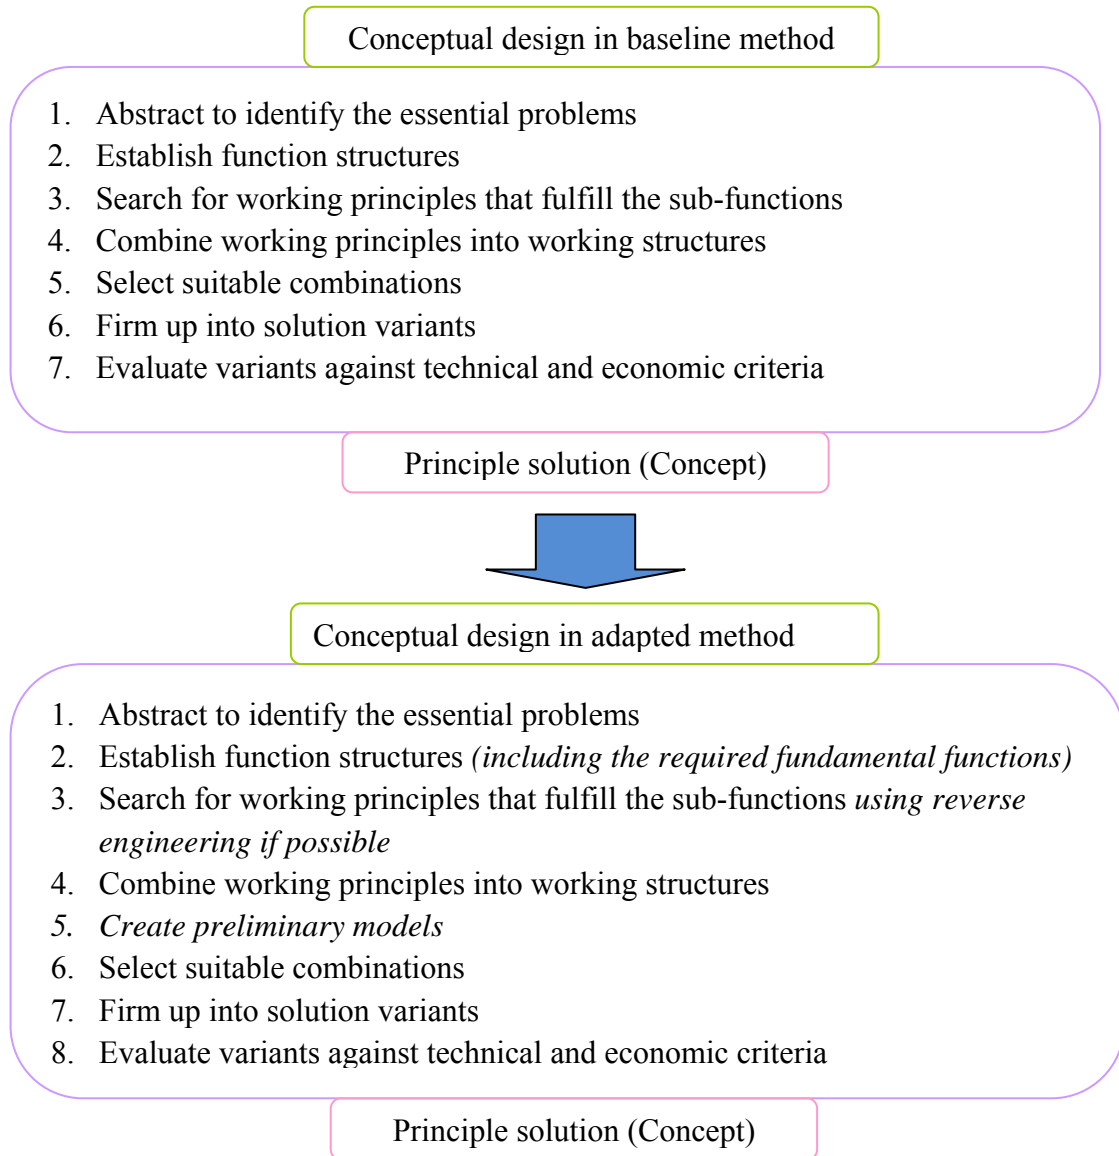 Conceptual design in baseline method
1. Abstract to identify the essential problems
2. Establish function structures
3. Search for working principles that fulfill the sub-functions
4. Combine working principles into working structures
5. Select suitable combinations
6. Firm up into solution variants
7. Evaluate variants against technical and economic criteria
Principle solution (Concept)
Conceptual design in adapted method
1. Abstract to identify the essential problems
2. Establish function structures (including the required fundamental functions)
3. Search for working principles that fulfill the sub-functions using reverse
engineering if possible
4. Combine working principles into working structures
5. Create preliminary models
6. Select suitable combinations
7. Firm up into solution variants
8. Evaluate variants against technical and economic criteria
Principle solution (Concept)